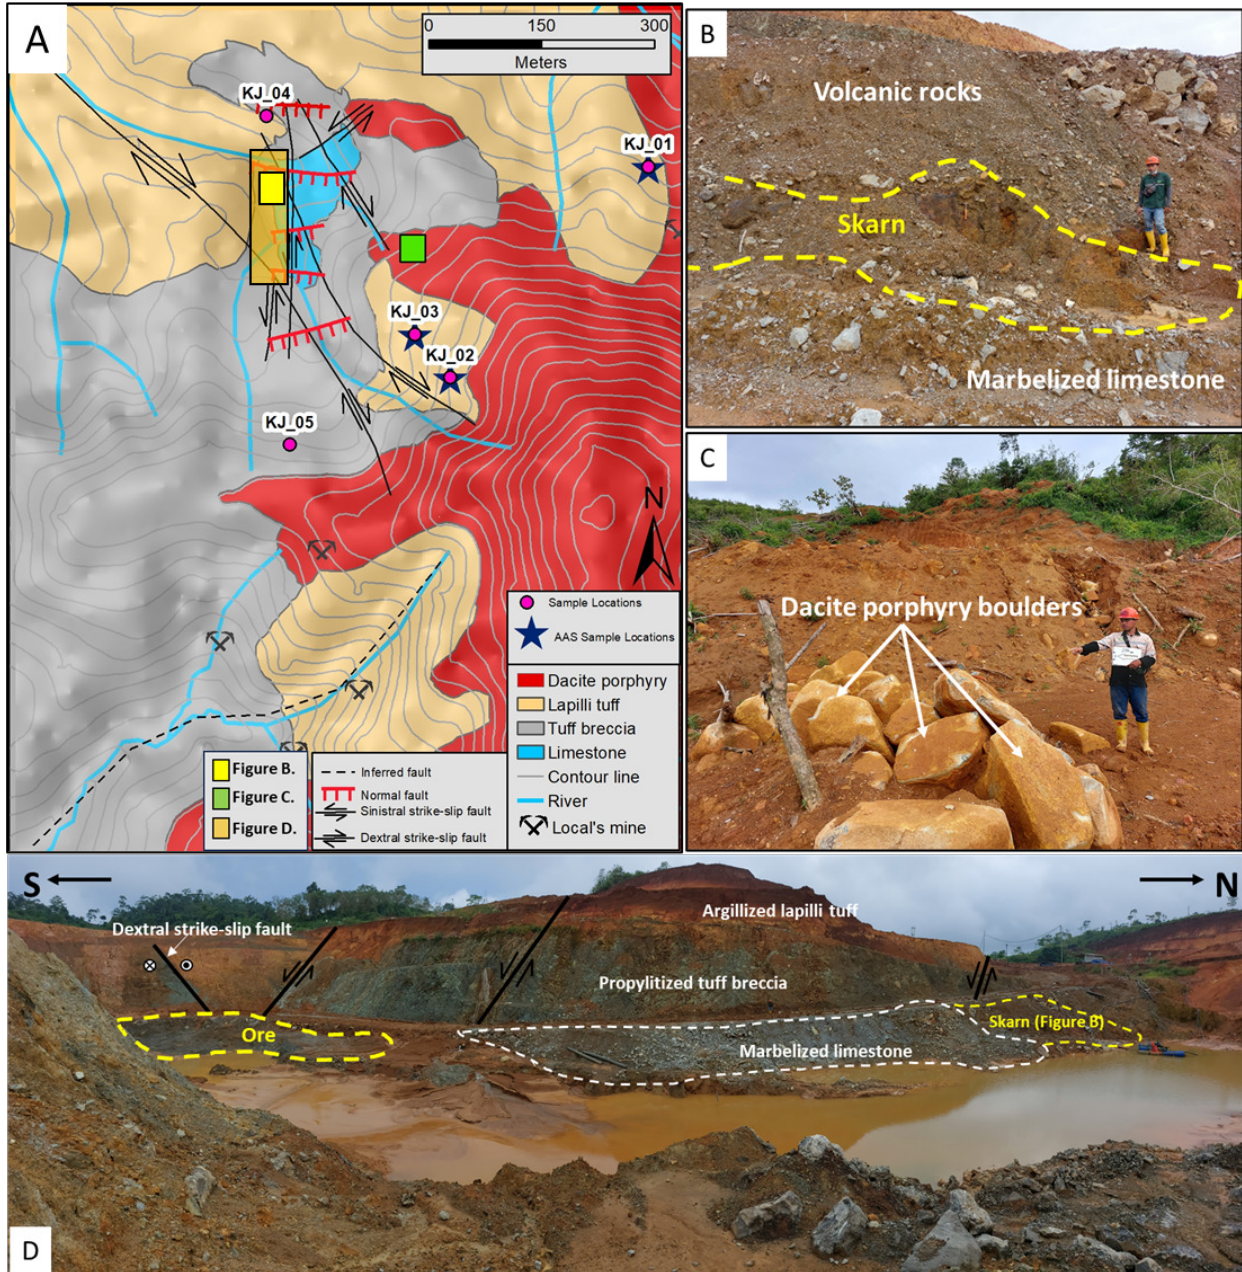 A
0 150 300
Meters
KJ_04
KJ_01
KJ_03
KJ_02
KJ_05
N
Sample Locations
AAS Sample Locations
Dacite porphyry
Lapilli tuff
Tuff breccia
Limestone
Contour line
River
Local's mine
Figure B.
Figure C.
Figure D.
Inferred fault
Normal fault
Sinistral strike-slip fault
Dextral strike-slip fault
B
Volcanic rocks
Skarn
Marbelized limestone
C
Dacite porphyry boulders
S
N
Argillized lapilli tuff
Dextral strike-slip fault
Propylitized tuff breccia
Ore
Skarn (Figure B)
Marbelized limestone
D